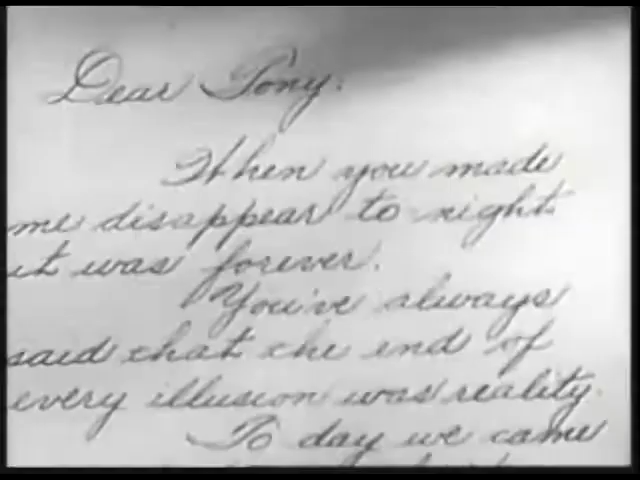 Dear Tony:
When you made
me disappear to night
it was forever.
You've always
said that the end of
every illusion was reality.
To day we came